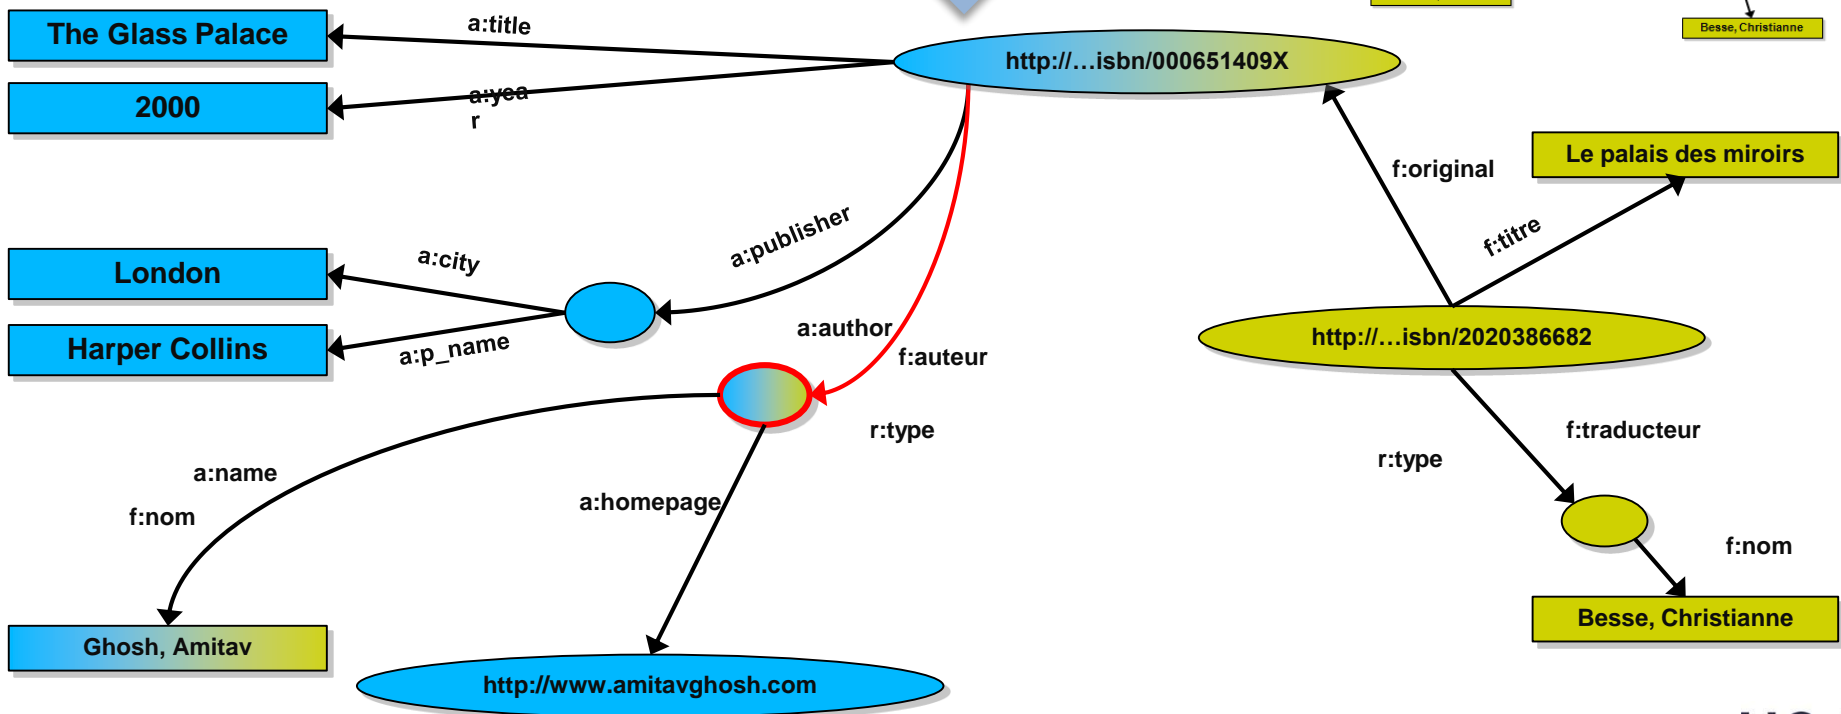 Besse, Christianne
The Glass Palace
a:title
http://…isbn/000651409X
2000
a:yea
r
Le palais des miroirs
f:original
f:titre
a:publisher
London
a:city
Harper Collins
a:p_name
a:author
f:auteur
http://…isbn/2020386682
r:type
f:traducteur
r:type
a:name
a:homepage
f:nom
f:nom
Ghosh, Amitav
Besse, Christianne
http://www.amitavghosh.com